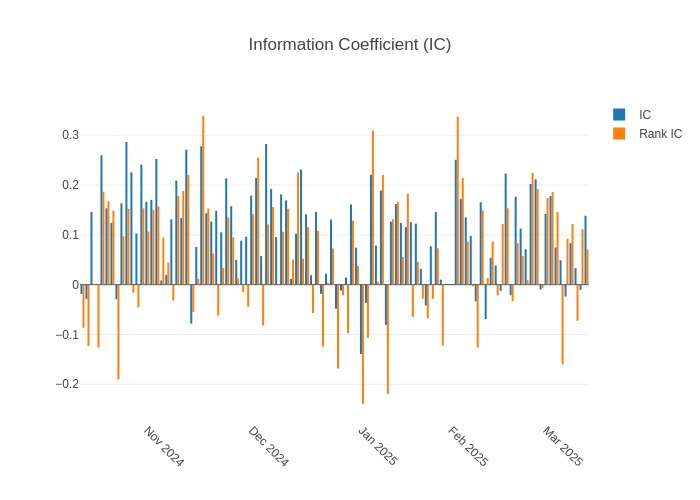 Information Coefficient (IC)
IC
Rank IC
0.3
0.2
0.1
0
−0.1
−0.2
Nov 2024
Dec 2024
Jan 2025
Feb 2025
Mar 2025